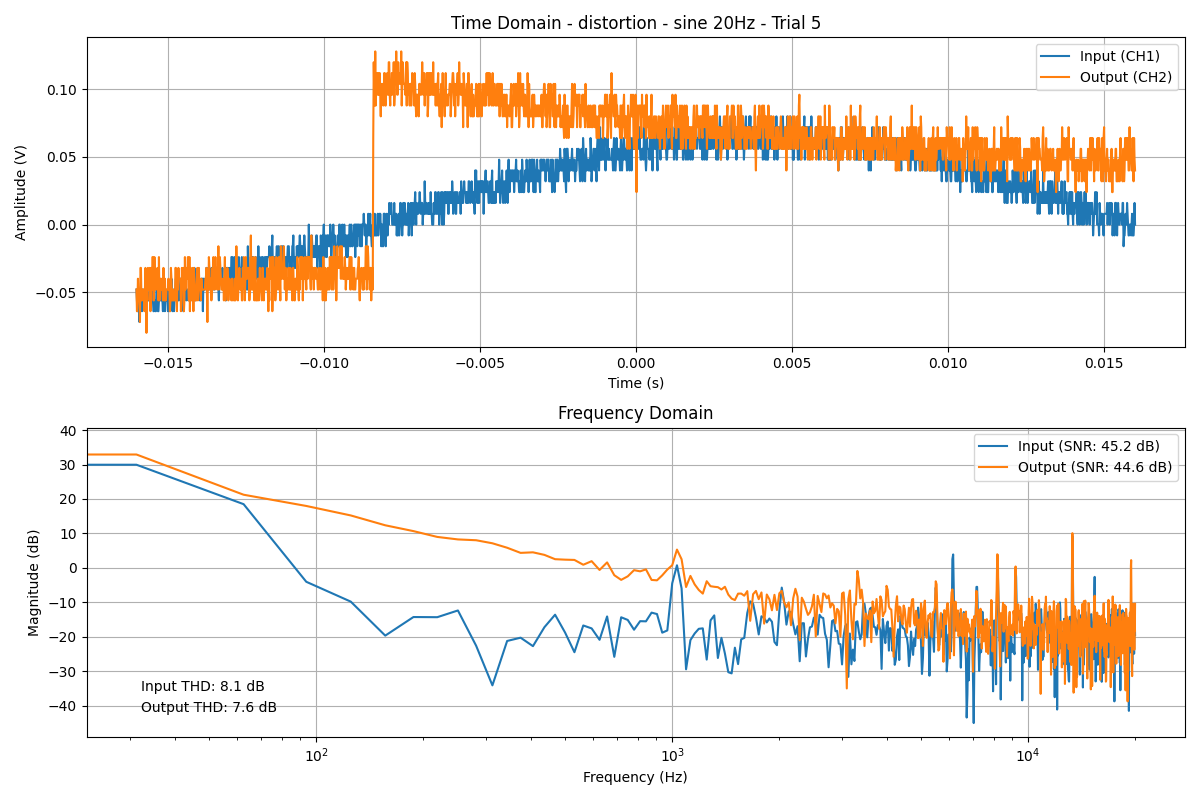 Time Domain - distortion - sine 20Hz - Trial 5
Input (CH1)
Output (CH2)
Amplitude (V)
0.10
0.05
0.00
−0.05
−0.015 −0.010 −0.005 0.000 0.005 0.010 0.015
Time (s)
Frequency Domain
Input (SNR: 45.2 dB)
Output (SNR: 44.6 dB)
Magnitude (dB)
40
30
20
10
0
−10
−20
−30
−40
Input THD: 8.1 dB
Output THD: 7.6 dB
10² 10³ 10⁴
Frequency (Hz)